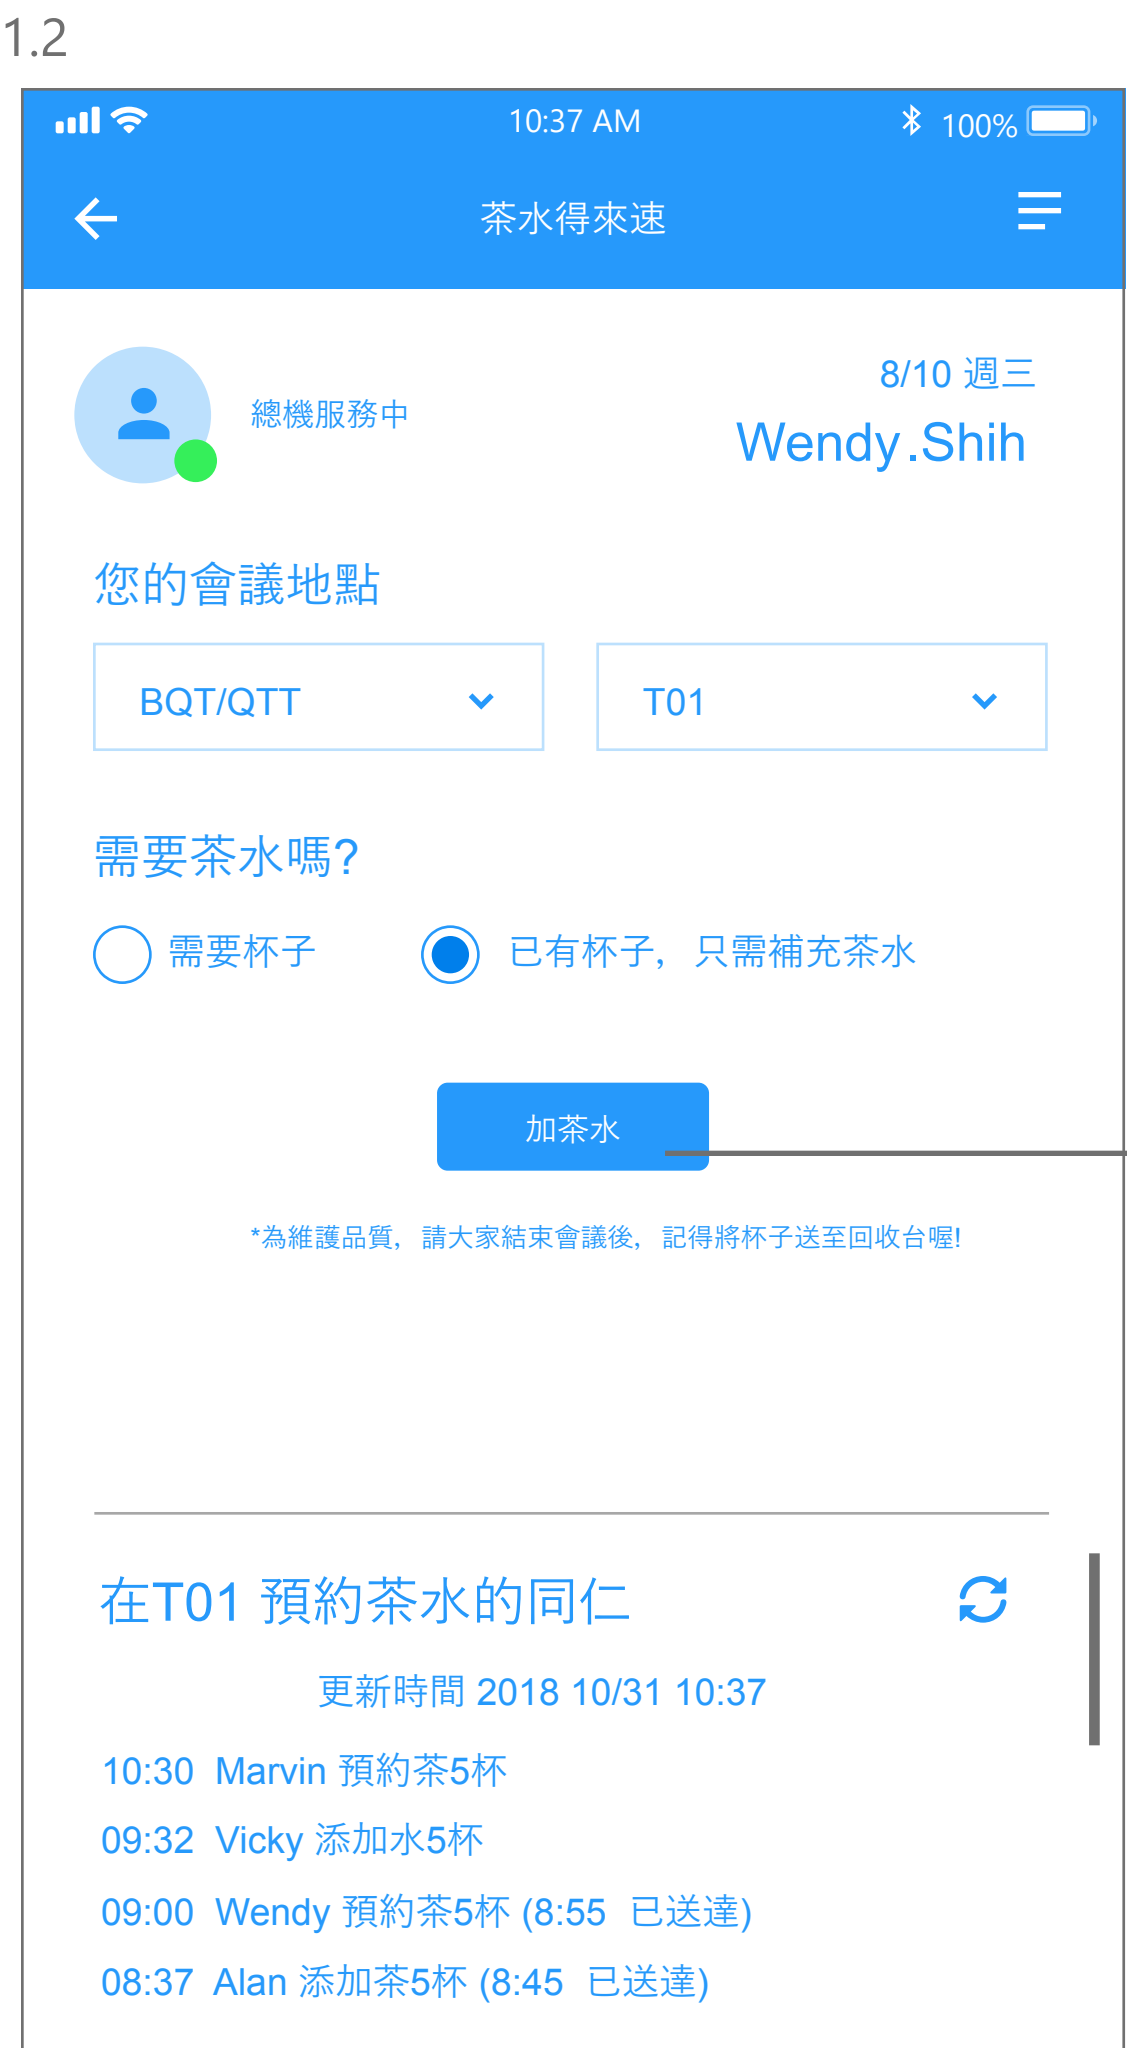 1.2
10:37 AM
100%
茶水得來速
8/10 週三
總機服務中
Wendy.Shih
您的會議地點
BQT/QTT
T01
需要茶水嗎?
需要杯子
已有杯子，只需補充茶水
加茶水
*為維護品質，請大家結束會議後，記得將杯子送至回收台喔!
在T01 預約茶水的同仁
更新時間 2018 10/31 10:37
10:30 Marvin 預約茶5杯
09:32 Vicky 添加水5杯
09:00 Wendy 預約茶5杯 (8:55 已送達)
08:37 Alan 添加茶5杯 (8:45 已送達)